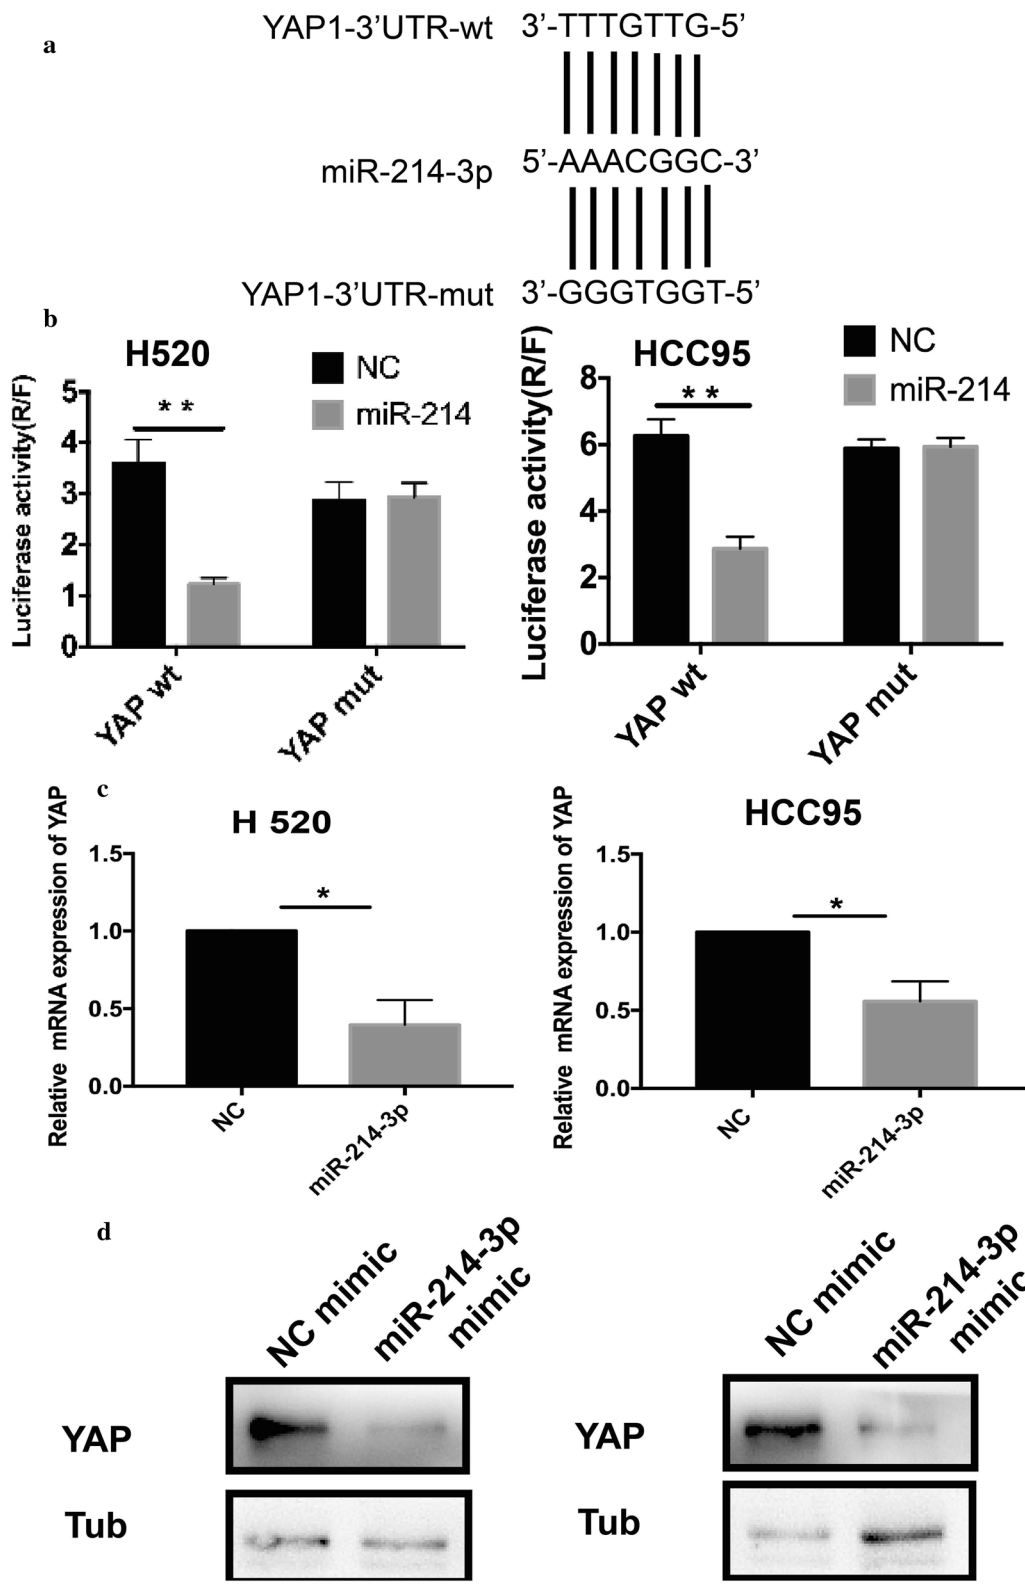 a
YAP1-3’UTR-wt 3’-TTTGTTG-5’
miR-214-3p 5’-AAACGGC-3’
YAP1-3’UTR-mut 3’-GGGTGGT-5’
b
H520
NC
miR-214
Luciferase activity(R/F)
5
4
3
2
1
0
**
YAP wt
YAP mut
HCC95
NC
miR-214
Luciferase activity(R/F)
8
6
4
2
0
**
YAP wt
YAP mut
c
H 520
Relative mRNA expression of YAP
1.5
1.0
0.5
0.0
*
NC
miR-214-3p
HCC95
Relative mRNA expression of YAP
1.5
1.0
0.5
0.0
*
NC
miR-214-3p
d
NC mimic
miR-214-3p
mimic
YAP
Tub
NC mimic
miR-214-3p
mimic
YAP
Tub